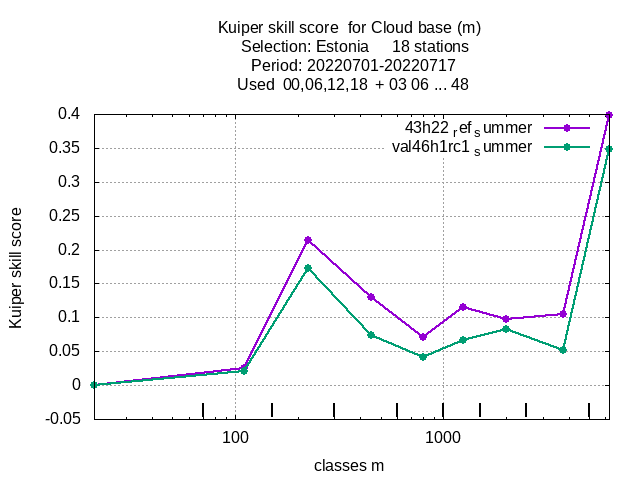 Kuiper skill score for Cloud base (m)
Selection: Estonia 18 stations
Period: 20220701-20220717
Used 00,06,12,18 + 03 06 ... 48
43h22 ref summer
val46h1rc1 summer
0.4
0.35
0.3
0.25
0.2
0.15
0.1
0.05
0
-0.05
Kuiper skill score
100 1000
classes m